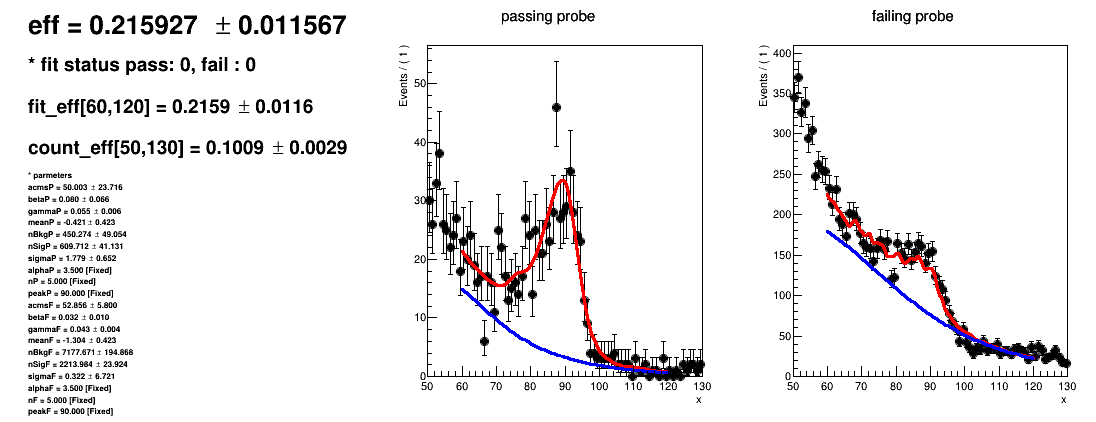 eff = 0.215927 ± 0.011567
* fit status pass: 0, fail : 0
fit_eff[60,120] = 0.2159 ± 0.0116
count_eff[50,130] = 0.1009 ± 0.0029
* parmeters
acmsP = 50.003 ± 23.716
betaP = 0.080 ± 0.066
gammaP = 0.055 ± 0.006
meanP = -0.421 ± 0.423
nBkgP = 450.274 ± 49.054
nSigP = 609.712 ± 41.131
sigmaP = 1.779 ± 0.652
alphaP = 3.500 [Fixed]
nP = 5.000 [Fixed]
peakP = 90.000 [Fixed]
acmsF = 52.856 ± 5.800
betaF = 0.032 ± 0.010
gammaF = 0.043 ± 0.004
meanF = -1.304 ± 0.423
nBkgF = 7177.671 ± 194.868
nSigF = 2213.984 ± 23.924
sigmaF = 0.322 ± 6.721
alphaF = 3.500 [Fixed]
nF = 5.000 [Fixed]
peakF = 90.000 [Fixed]
passing probe
Events / ( 1 )
50
40
30
20
10
0
50 60 70 80 90 100 110 120 130
x
failing probe
Events / ( 1 )
400
350
300
250
200
150
100
50
0
50 60 70 80 90 100 110 120 130
x